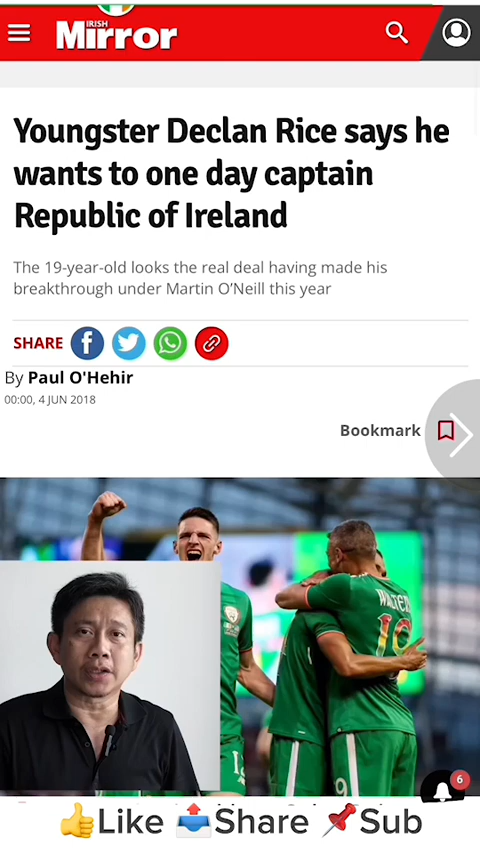 IRISH
Mirror
Youngster Declan Rice says he
wants to one day captain
Republic of Ireland
The 19-year-old looks the real deal having made his
breakthrough under Martin O’Neill this year
SHARE
By Paul O'Hehir
00:00, 4 JUN 2018
Bookmark
WALTERS
19
9
6
👍Like 📤Share 📌Sub